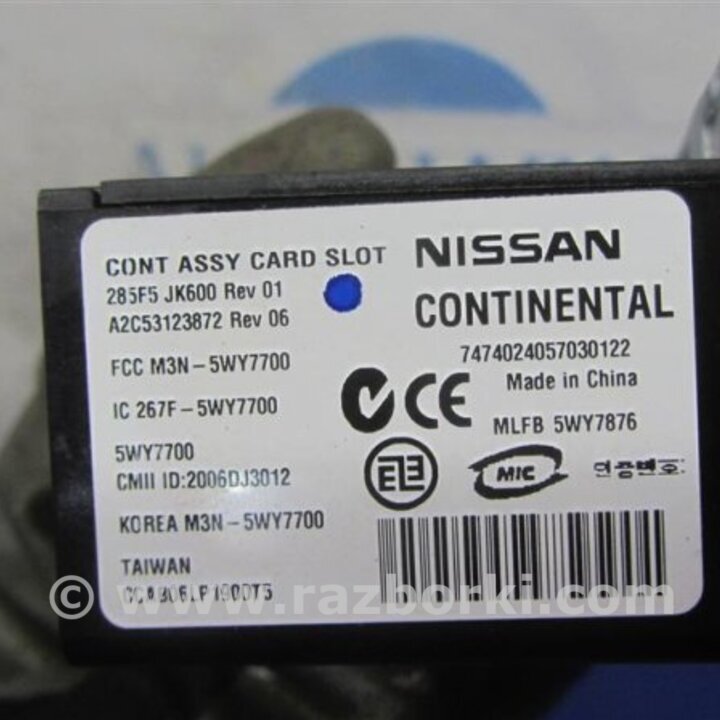 CONT ASSY CARD SLOT
285F5 JK600 Rev 01
A2C53123872 Rev 06
NISSAN
CONTINENTAL
7474024057030122
Made in China
MLFB 5WY7876
FCC M3N-5WY7700
IC 267F-5WY7700
5WY7700
CMII ID:2006DJ3012
KOREA M3N-5WY7700
TAIWAN
CE
MIC
© www.razborki.com